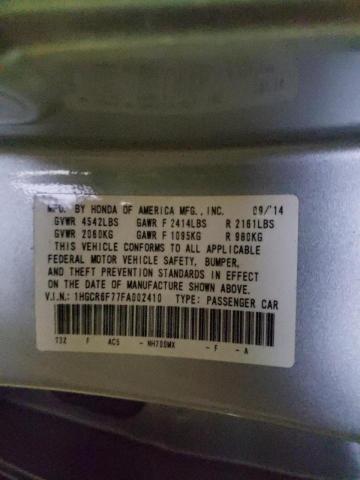 MFD. BY HONDA OF AMERICA MFG., INC. 09/14
GVWR 4542LBS GAWR F 2414LBS R 2161LBS
GVWR 2060KG GAWR F 1095KG R 980KG
THIS VEHICLE CONFORMS TO ALL APPLICABLE
FEDERAL MOTOR VEHICLE SAFETY, BUMPER,
AND THEFT PREVENTION STANDARDS IN EFFECT
ON THE DATE OF MANUFACTURE SHOWN ABOVE.
V.I.N.: 1HGCR6F77FA002410 TYPE: PASSENGER CAR
T3Z F AC5 - NH700MX - F - A